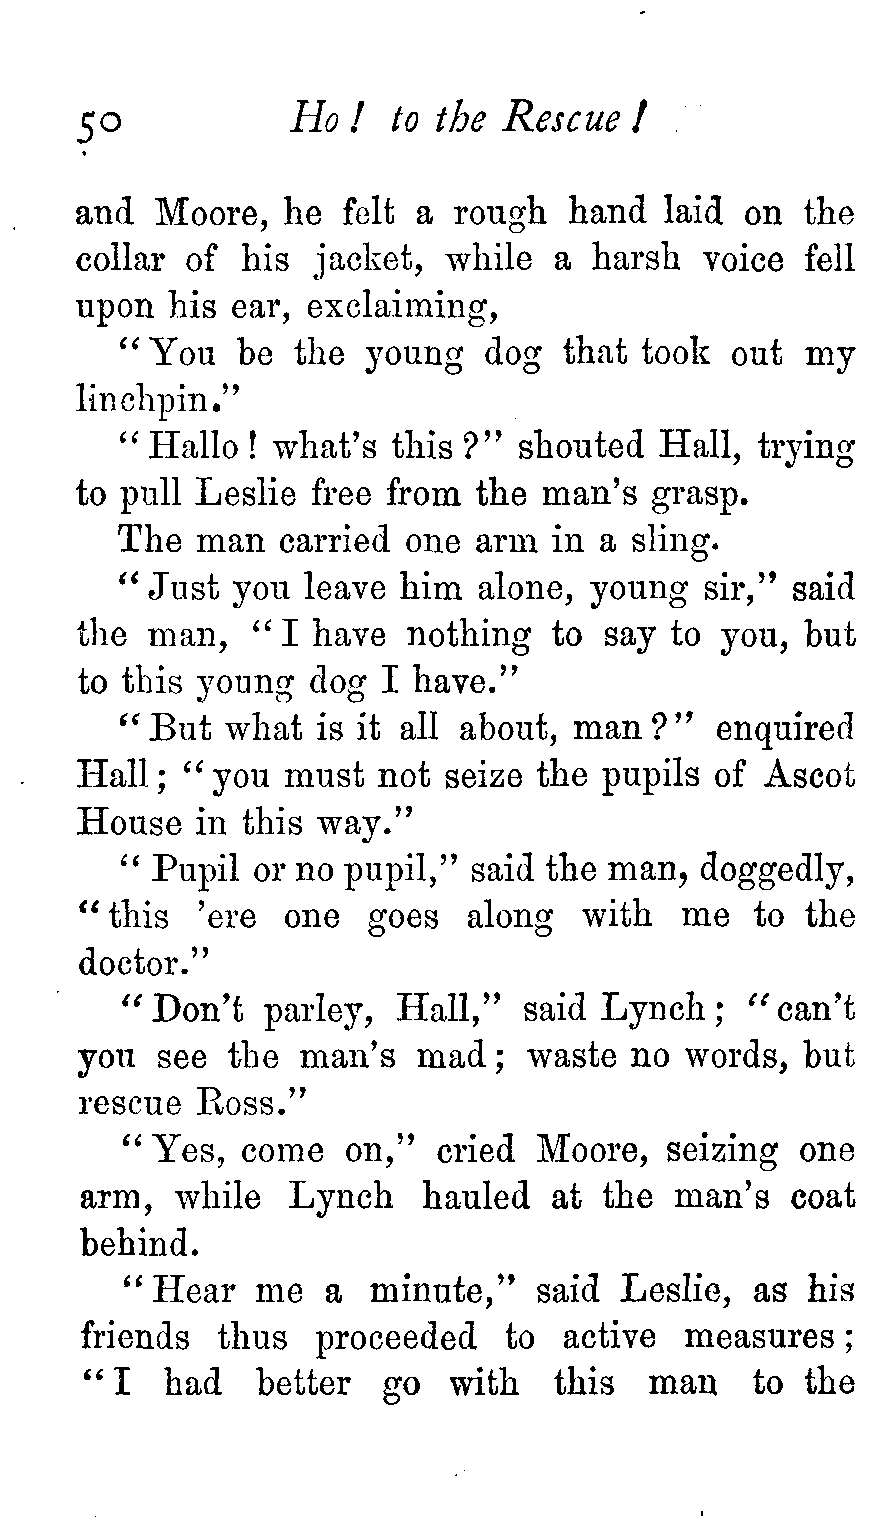 50 Ho! to the Rescue!
and Moore, he felt a rough hand laid on the
collar of his jacket, while a harsh voice fell
upon his ear, exclaiming,
“You be the young dog that took out my
linchpin.”
“Hallo! what's this?” shouted Hall, trying
to pull Leslie free from the man's grasp.
The man carried one arm in a sling.
“Just you leave him alone, young sir,” said
the man, “I have nothing to say to you, but
to this young dog I have.”
“But what is it all about, man?” enquired
Hall; “you must not seize the pupils of Ascot
House in this way.”
“Pupil or no pupil,” said the man, doggedly,
“this 'ere one goes along with me to the
doctor.”
“Don't parley, Hall,” said Lynch; “can't
you see the man's mad; waste no words, but
rescue Ross.”
“Yes, come on,” cried Moore, seizing one
arm, while Lynch hauled at the man's coat
behind.
“Hear me a minute,” said Leslie, as his
friends thus proceeded to active measures;
“I had better go with this man to the